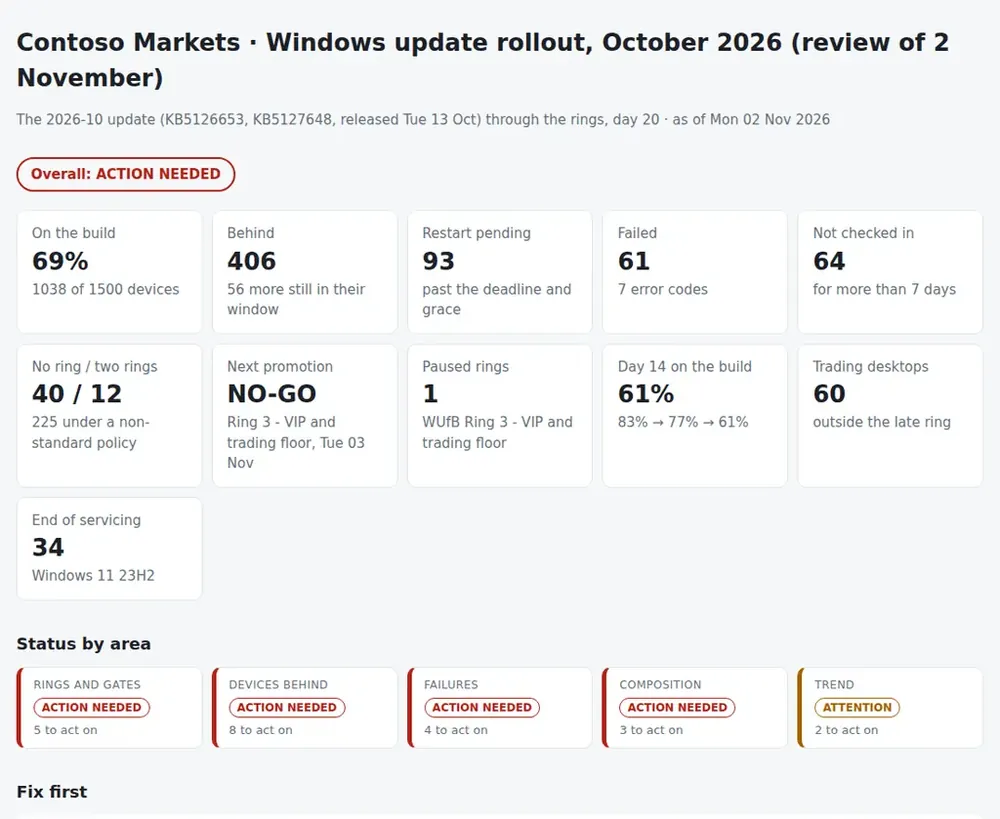 Contoso Markets · Windows update rollout, October 2026 (review of 2
November)
The 2026-10 update (KB5126653, KB5127648, released Tue 13 Oct) through the rings, day 20 · as of Mon 02 Nov 2026
Overall: ACTION NEEDED
On the build
69%
1038 of 1500 devices
Behind
406
56 more still in their
window
Restart pending
93
past the deadline and
grace
Failed
61
7 error codes
Not checked in
64
for more than 7 days
No ring / two rings
40 / 12
225 under a non-
standard policy
Next promotion
NO-GO
Ring 3 - VIP and
trading floor, Tue 03
Nov
Paused rings
1
WUfB Ring 3 - VIP and
trading floor
Day 14 on the build
61%
83% → 77% → 61%
Trading desktops
60
outside the late ring
End of servicing
34
Windows 11 23H2
Status by area
RINGS AND GATES
ACTION NEEDED
5 to act on
DEVICES BEHIND
ACTION NEEDED
8 to act on
FAILURES
ACTION NEEDED
4 to act on
COMPOSITION
ACTION NEEDED
3 to act on
TREND
ATTENTION
2 to act on
Fix first